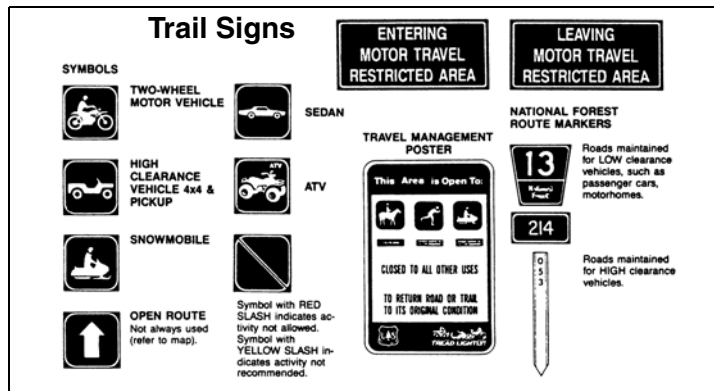 Trail Signs
ENTERING
MOTOR TRAVEL
RESTRICTED AREA
LEAVING
MOTOR TRAVEL
RESTRICTED AREA
SYMBOLS
TWO-WHEEL
MOTOR VEHICLE
SEDAN
HIGH
CLEARANCE
VEHICLE 4x4 &
PICKUP
ATV
ATV
SNOWMOBILE
OPEN ROUTE
Not always used
(refer to map).
Symbol with RED
SLASH indicates ac-
tivity not allowed.
Symbol with
YELLOW SLASH in-
dicates activity not
recommended.
TRAVEL MANAGEMENT
POSTER
This Area is Open To:
CLOSED TO ALL OTHER USES
TO RETURN ROAD OR TRAIL
TO ITS ORIGINAL CONDITION
UAS
TREAD LIGHTLY!
NATIONAL FOREST
ROUTE MARKERS
13
National
Forest
Roads maintained
for LOW clearance
vehicles, such as
passenger cars,
motorhomes.
214
053
Roads maintained
for HIGH clearance
vehicles.